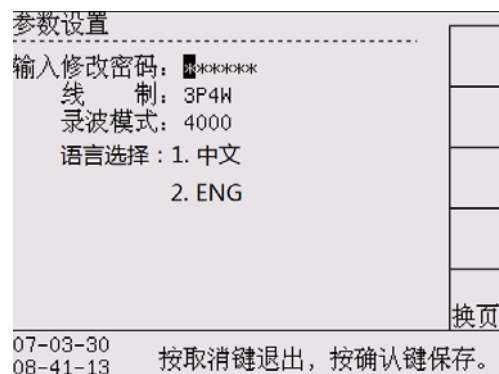 参数设置
输入修改密码：******
线 制：3P4W
录波模式：4000
语言选择：1. 中文
2. ENG
换页
07-03-30
08-41-13
按取消键退出，按确认键保存。